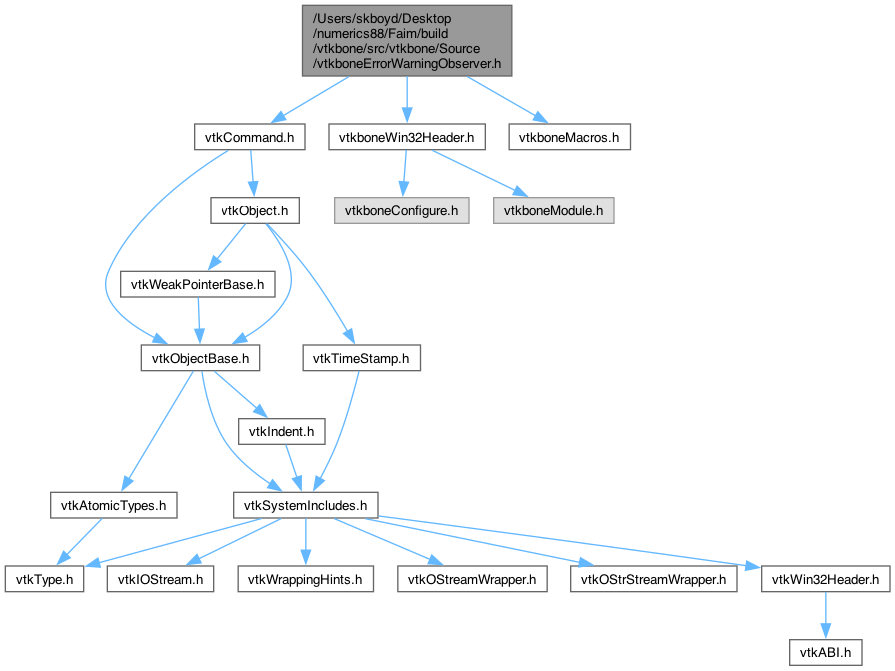 /Users/skboyd/Desktop
/numerics88/Faim/build
/vtkbone/src/vtkbone/Source
/vtkboneErrorWarningObserver.h
vtkCommand.h
vtkboneWin32Header.h
vtkboneMacros.h
vtkObject.h
vtkboneConfigure.h
vtkboneModule.h
vtkWeakPointerBase.h
vtkObjectBase.h
vtkTimeStamp.h
vtkIndent.h
vtkAtomicTypes.h
vtkSystemIncludes.h
vtkType.h
vtkIOStream.h
vtkWrappingHints.h
vtkOStreamWrapper.h
vtkOStrStreamWrapper.h
vtkWin32Header.h
vtkABI.h